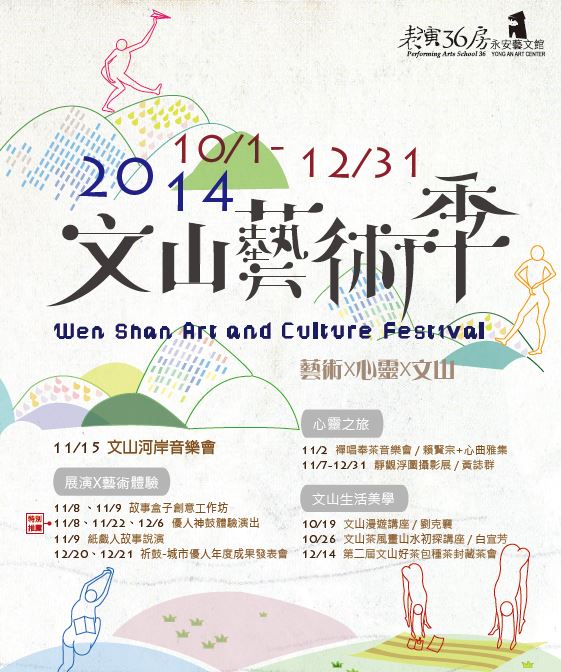 表演36房 永安藝文館
Performing Arts School 36 YONG AN ART CENTER
2014 10/1-12/31
文山藝術季
Wen Shan Art and Culture Festival
藝術X心靈X文山
11/15 文山河岸音樂會
展演X藝術體驗
11/8、11/9 故事盒子創意工作坊
特別推薦
11/8、11/22、12/6 優人神鼓體驗演出
11/9 紙戲人故事說演
12/20、12/21 祈鼓-城市優人年度成果發表會
心靈之旅
11/2 禪唱奉茶音樂會 / 賴賢宗+心曲雅集
11/7-12/31 靜觀浮圖攝影展 / 黃誌群
文山生活美學
10/19 文山漫遊講座 / 劉克襄
10/26 文山茶風畫山水初探講座 / 白宜芳
12/14 第二屆文山好茶包種茶封藏茶會